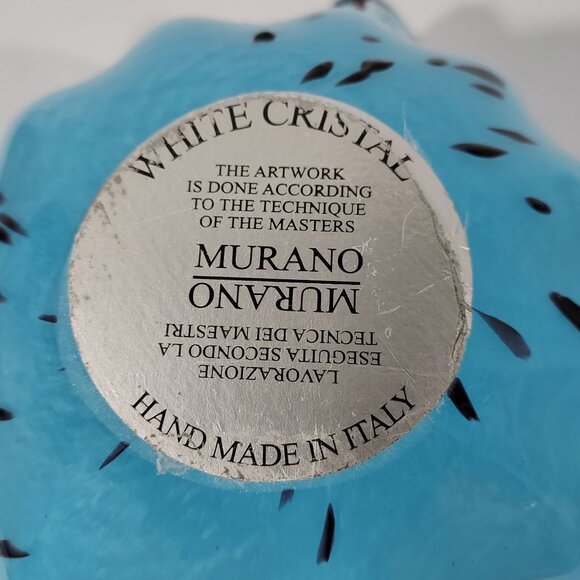 WHITE CRISTAL
THE ARTWORK
IS DONE ACCORDING
TO THE TECHNIQUE
OF THE MASTERS
MURANO
MURANO
LAVORAZIONE
ESEGUITA SECONDO LA
TECNICA DEI MAESTRI
HAND MADE IN ITALY